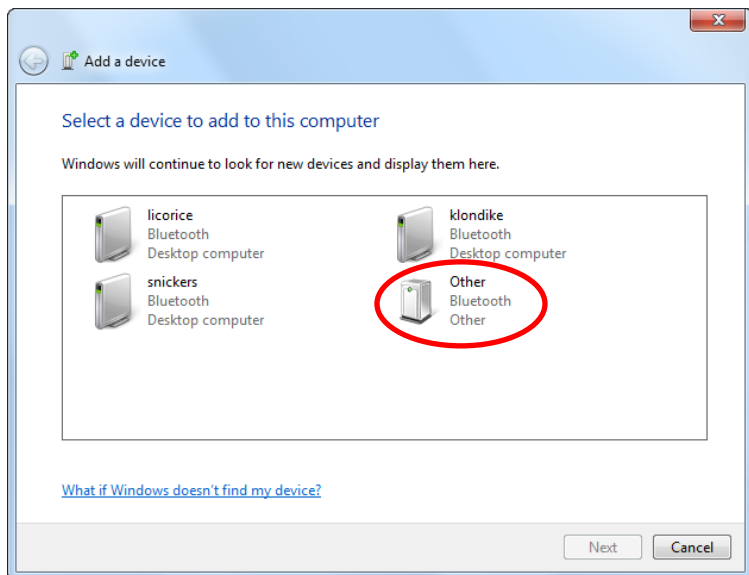 Add a device
Select a device to add to this computer
Windows will continue to look for new devices and display them here.
licorice
Bluetooth
Desktop computer
klondike
Bluetooth
Desktop computer
snickers
Bluetooth
Desktop computer
Other
Bluetooth
Other
What if Windows doesn't find my device?
Next
Cancel